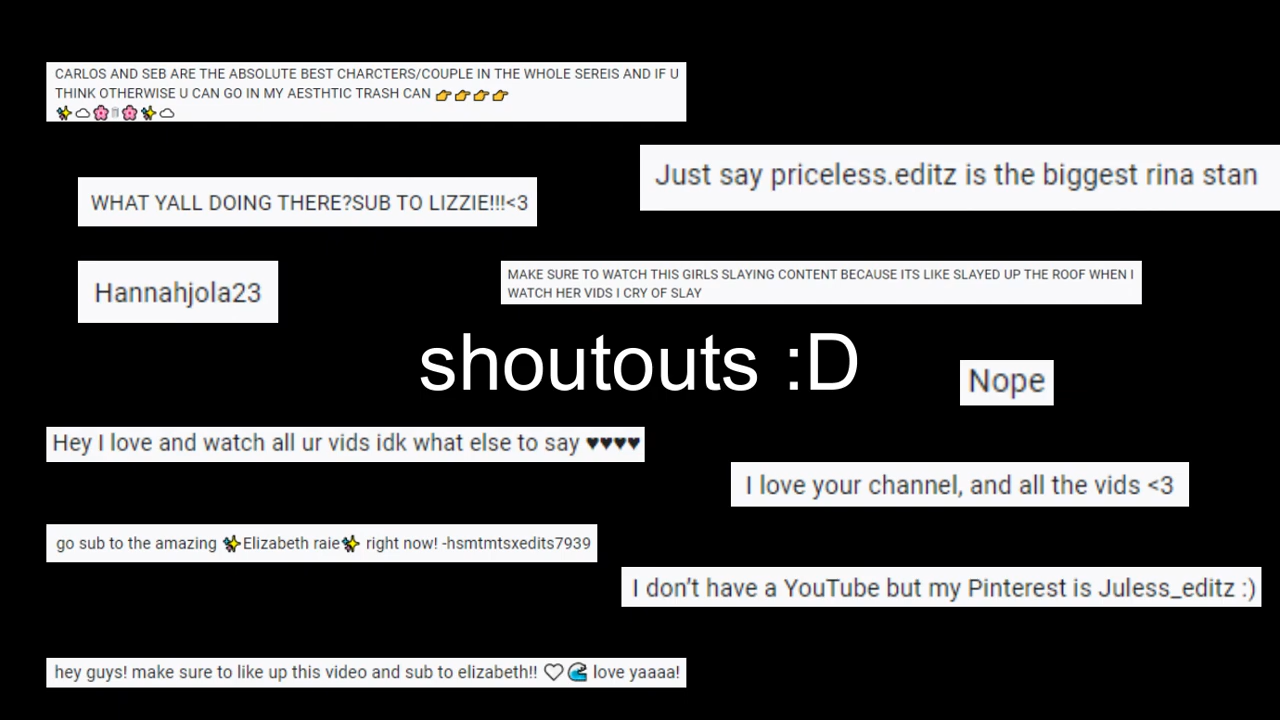 CARLOS AND SEB ARE THE ABSOLUTE BEST CHARCTERS/COUPLE IN THE WHOLE SEREIS AND IF U
THINK OTHERWISE U CAN GO IN MY AESTHTIC TRASH CAN 👉👉👉👉
✨☁🌸🗑🌸✨☁
Just say priceless.editz is the biggest rina stan
WHAT YALL DOING THERE?SUB TO LIZZIE!!!<3
Hannahjola23
MAKE SURE TO WATCH THIS GIRLS SLAYING CONTENT BECAUSE ITS LIKE SLAYED UP THE ROOF WHEN I
WATCH HER VIDS I CRY OF SLAY
shoutouts :D
Nope
Hey I love and watch all ur vids idk what else to say ♥♥♥♥
I love your channel, and all the vids <3
go sub to the amazing ✨Elizabeth raie✨ right now! -hsmtmtsxedits7939
I don’t have a YouTube but my Pinterest is Juless_editz :)
hey guys! make sure to like up this video and sub to elizabeth!! ♡🌊 love yaaaa!